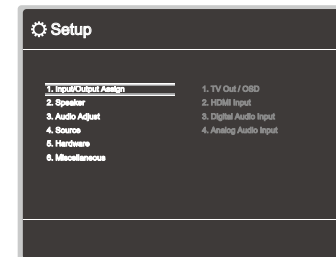 Setup
1. Input/Output Assign
2. Speaker
3. Audio Adjust
4. Source
5. Hardware
6. Miscellaneous
1. TV Out / OSD
2. HDMI Input
3. Digital Audio Input
4. Analog Audio Input